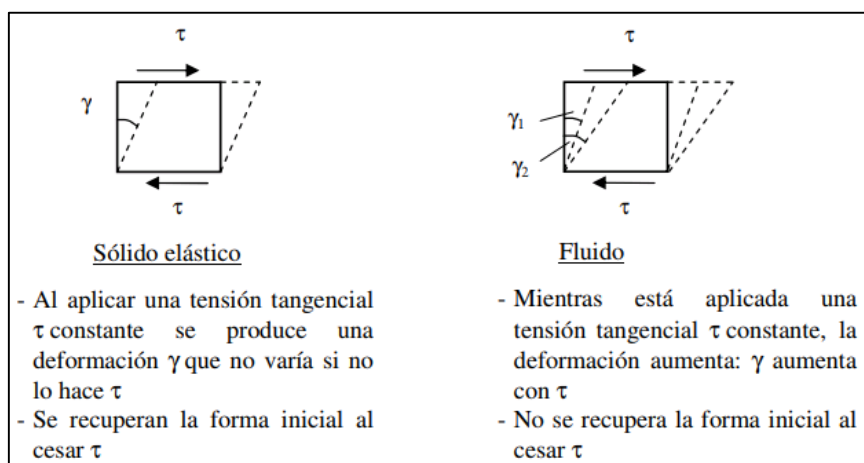 τ
γ
τ
Sólido elástico
- Al aplicar una tensión tangencial
τ constante se produce una
deformación γ que no varía si no
lo hace τ
- Se recuperan la forma inicial al
cesar τ
τ
γ1
γ2
τ
Fluido
- Mientras está aplicada una
tensión tangencial τ constante, la
deformación aumenta: γ aumenta
con τ
- No se recupera la forma inicial al
cesar τ